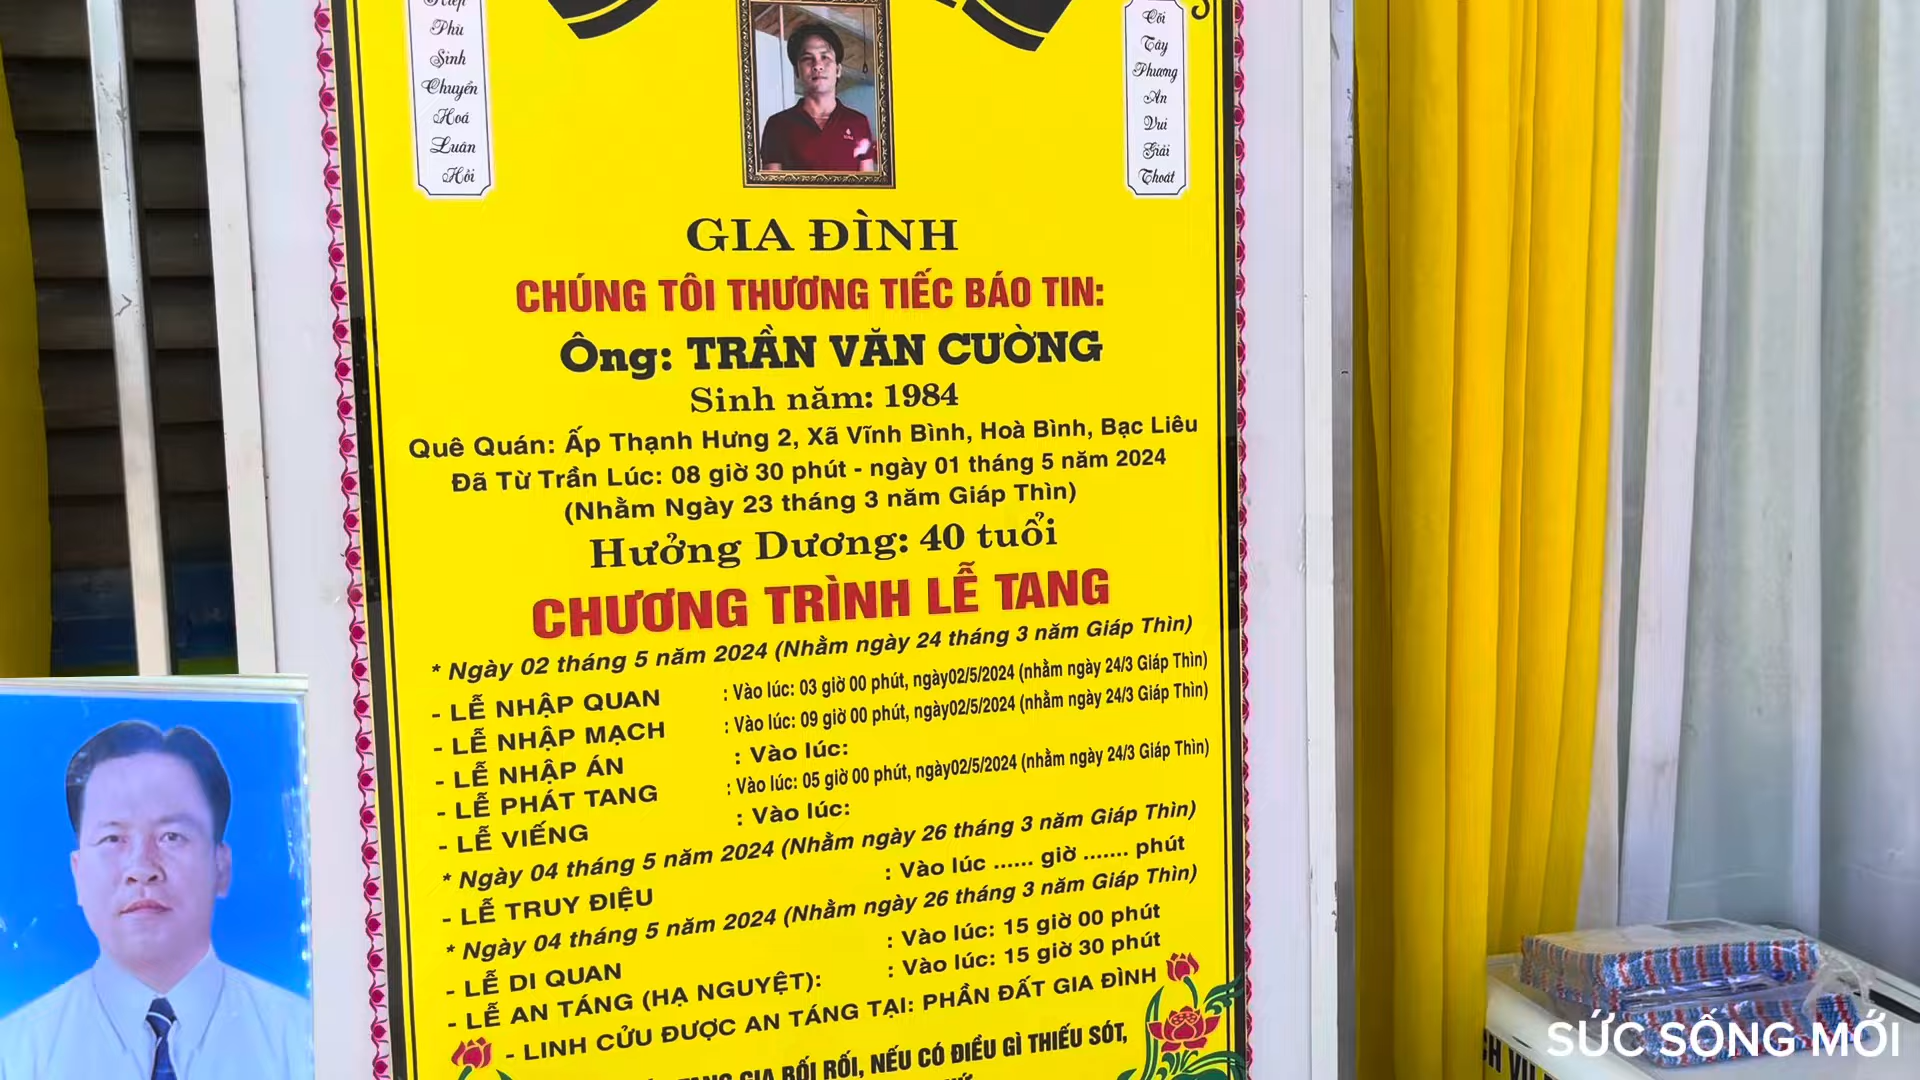 Phù
Sinh
Chuyển
Hoá
Luân
Hồi
Cõi
Tây
Phương
An
Vui
Giải
Thoát
GIA ĐÌNH
CHÚNG TÔI THƯƠNG TIẾC BÁO TIN:
Ông: TRẦN VĂN CƯỜNG
Sinh năm: 1984
Quê Quán: Ấp Thạnh Hưng 2, Xã Vĩnh Bình, Hoà Bình, Bạc Liêu
Đã Từ Trần Lúc: 08 giờ 30 phút - ngày 01 tháng 5 năm 2024
(Nhằm Ngày 23 tháng 3 năm Giáp Thìn)
Hưởng Dương: 40 tuổi
CHƯƠNG TRÌNH LỄ TANG
* Ngày 02 tháng 5 năm 2024 (Nhằm ngày 24 tháng 3 năm Giáp Thìn)
- LỄ NHẬP QUAN : Vào lúc: 03 giờ 00 phút, ngày02/5/2024 (nhằm ngày 24/3 Giáp Thìn)
- LỄ NHẬP MẠCH : Vào lúc: 09 giờ 00 phút, ngày02/5/2024 (nhằm ngày 24/3 Giáp Thìn)
- LỄ NHẬP ÁN : Vào lúc:
- LỄ PHÁT TANG : Vào lúc: 05 giờ 00 phút, ngày02/5/2024 (nhằm ngày 24/3 Giáp Thìn)
- LỄ VIẾNG : Vào lúc:
* Ngày 04 tháng 5 năm 2024 (Nhằm ngày 26 tháng 3 năm Giáp Thìn)
- LỄ TRUY ĐIỆU : Vào lúc ...... giờ ....... phút
* Ngày 04 tháng 5 năm 2024 (Nhằm ngày 26 tháng 3 năm Giáp Thìn)
- LỄ DI QUAN : Vào lúc: 15 giờ 00 phút
- LỄ AN TÁNG (HẠ NGUYỆT): : Vào lúc: 15 giờ 30 phút
- LINH CỬU ĐƯỢC AN TÁNG TẠI: PHẦN ĐẤT GIA ĐÌNH
GIA BỐI RỐI, NẾU CÓ ĐIỀU GÌ THIẾU SÓT,
SỨC SỐNG MỚI